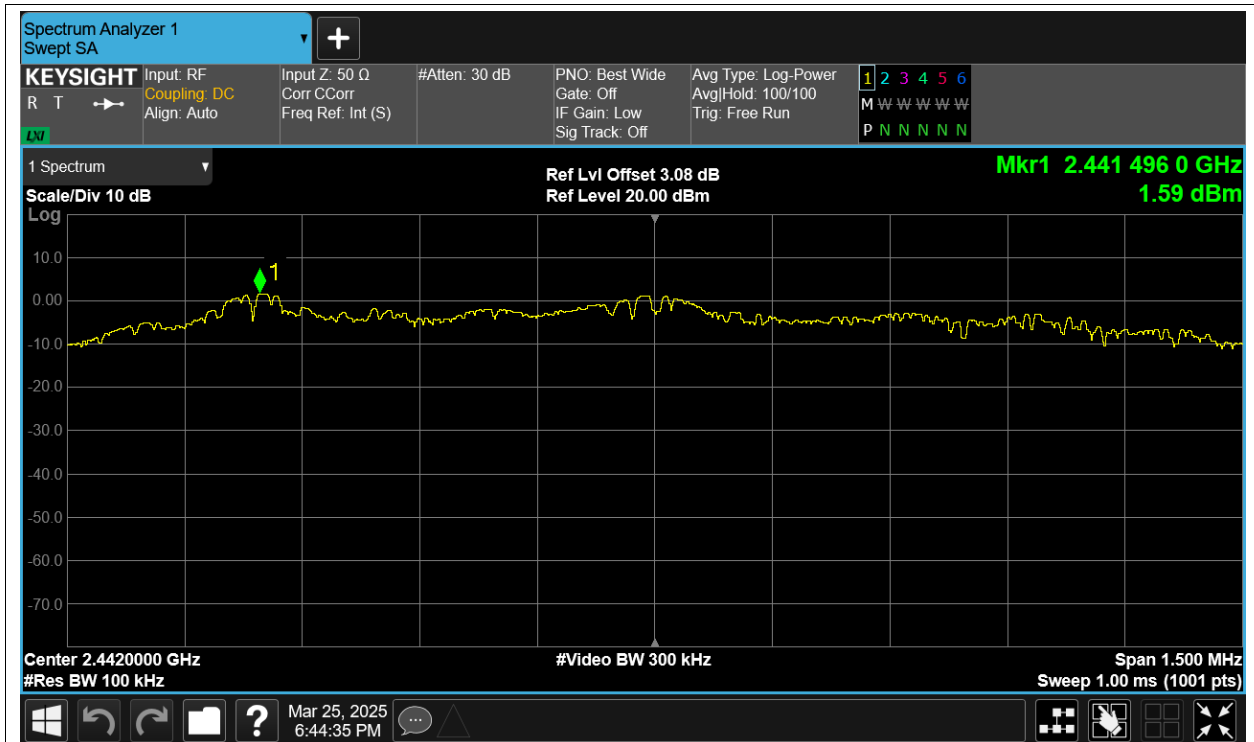 Spectrum Analyzer 1
Swept SA
KEYSIGHT
R T
LXI
Input: RF
Coupling: DC
Align: Auto
Input Z: 50 Ω
Corr CCorr
Freq Ref: Int (S)
#Atten: 30 dB
PNO: Best Wide
Gate: Off
IF Gain: Low
Sig Track: Off
Avg Type: Log-Power
Avg|Hold: 100/100
Trig: Free Run
1 2 3 4 5 6
M W W W W W
P N N N N N
1 Spectrum
Scale/Div 10 dB
Ref Lvl Offset 3.08 dB
Ref Level 20.00 dBm
Mkr1 2.441 496 0 GHz
1.59 dBm
Log
10.0
0.00
-10.0
-20.0
-30.0
-40.0
-50.0
-60.0
-70.0
1
Center 2.4420000 GHz
#Res BW 100 kHz
#Video BW 300 kHz
Span 1.500 MHz
Sweep 1.00 ms (1001 pts)
?
Mar 25, 2025
6:44:35 PM